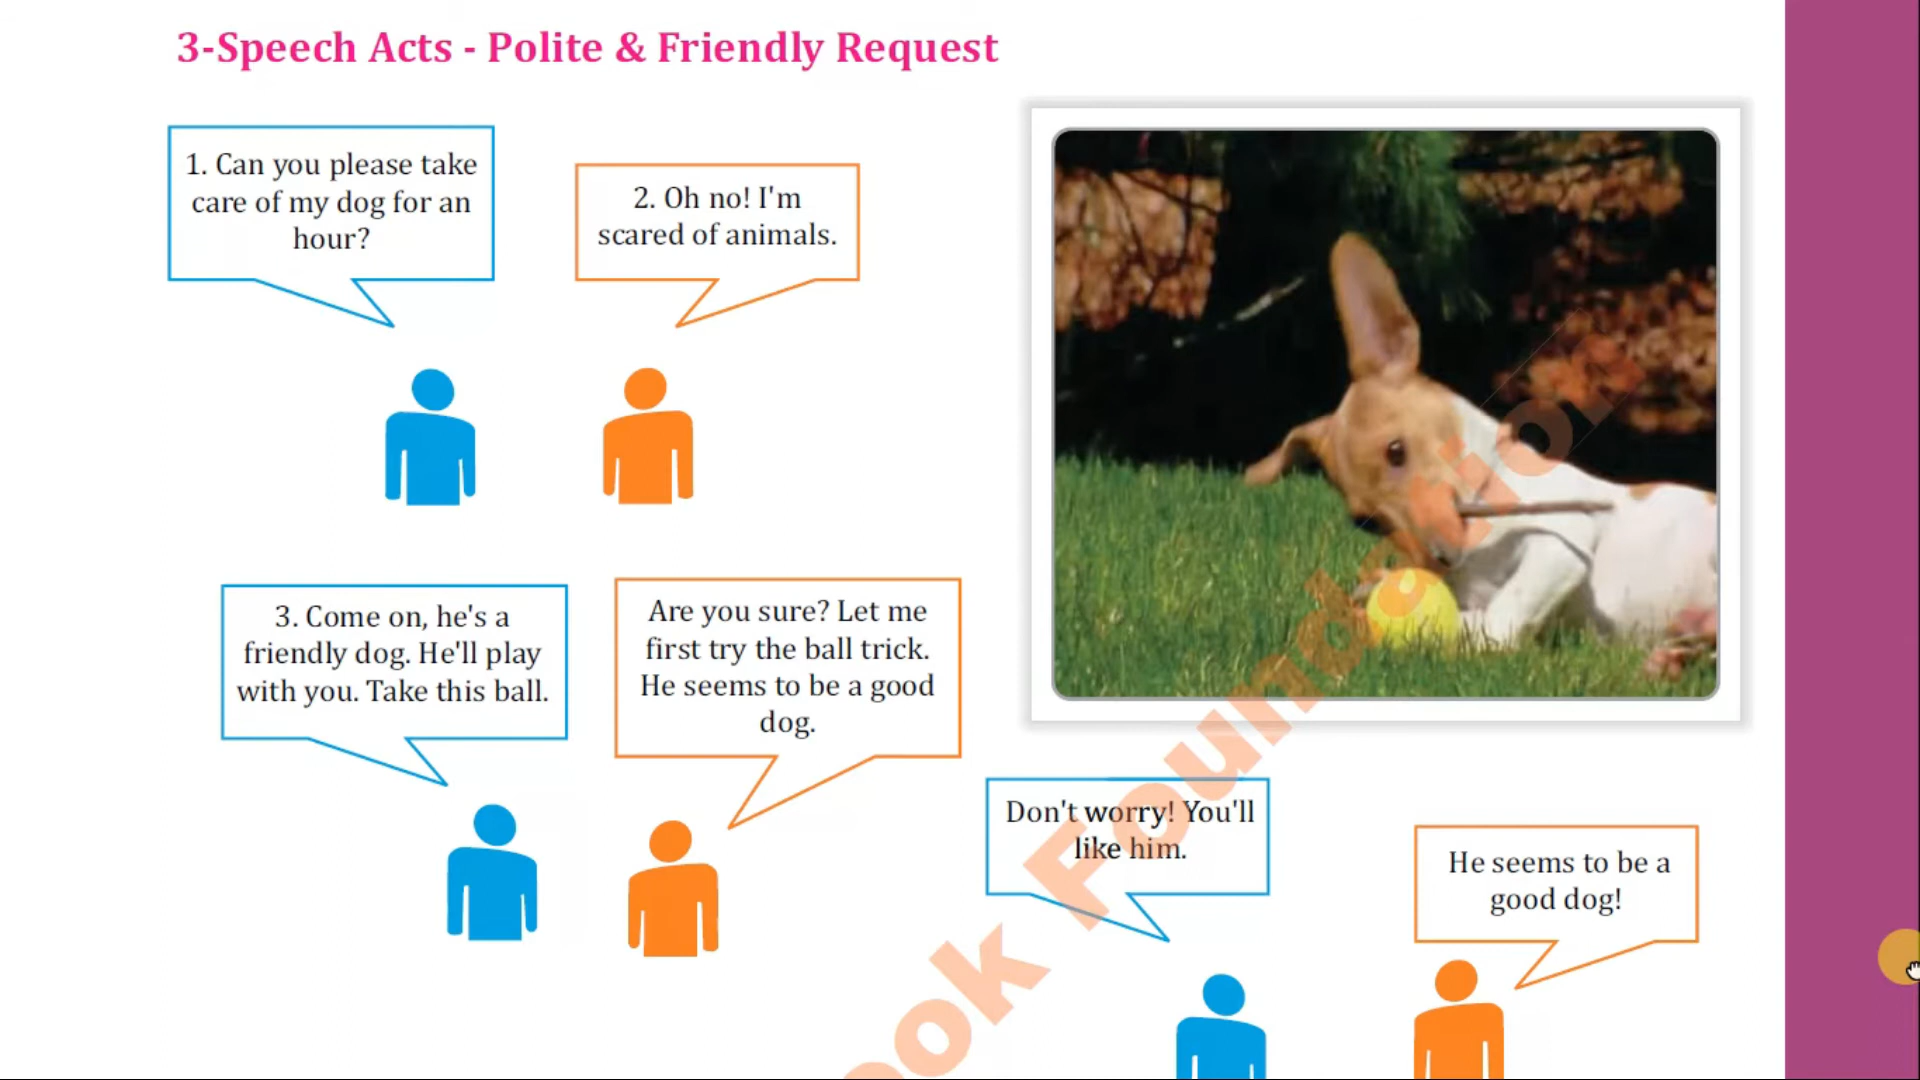 3-Speech Acts - Polite & Friendly Request
1. Can you please take
care of my dog for an
hour?
2. Oh no! I'm
scared of animals.
3. Come on, he's a
friendly dog. He'll play
with you. Take this ball.
Are you sure? Let me
first try the ball trick.
He seems to be a good
dog.
Don't worry! You'll
like him.
He seems to be a
good dog!
ook Foundation